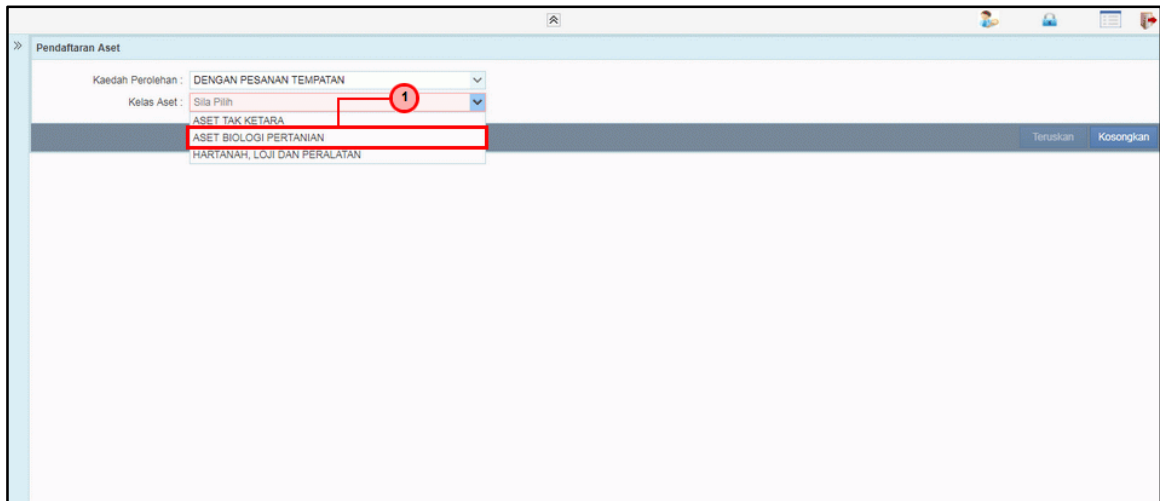 Pendaftaran Aset
Kaedah Perolehan : DENGAN PESANAN TEMPATAN
Kelas Aset : Sila Pilih
1
ASET TAK KETARA
ASET BIOLOGI PERTANIAN
HARTANAH, LOJI DAN PERALATAN
Teruskan Kosongkan